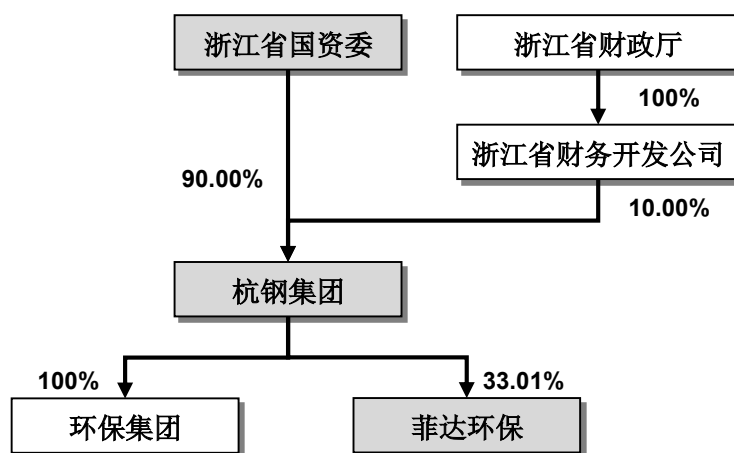 浙江省国资委
浙江省财政厅
100%
浙江省财务开发公司
90.00%
10.00%
杭钢集团
100%
33.01%
环保集团
菲达环保